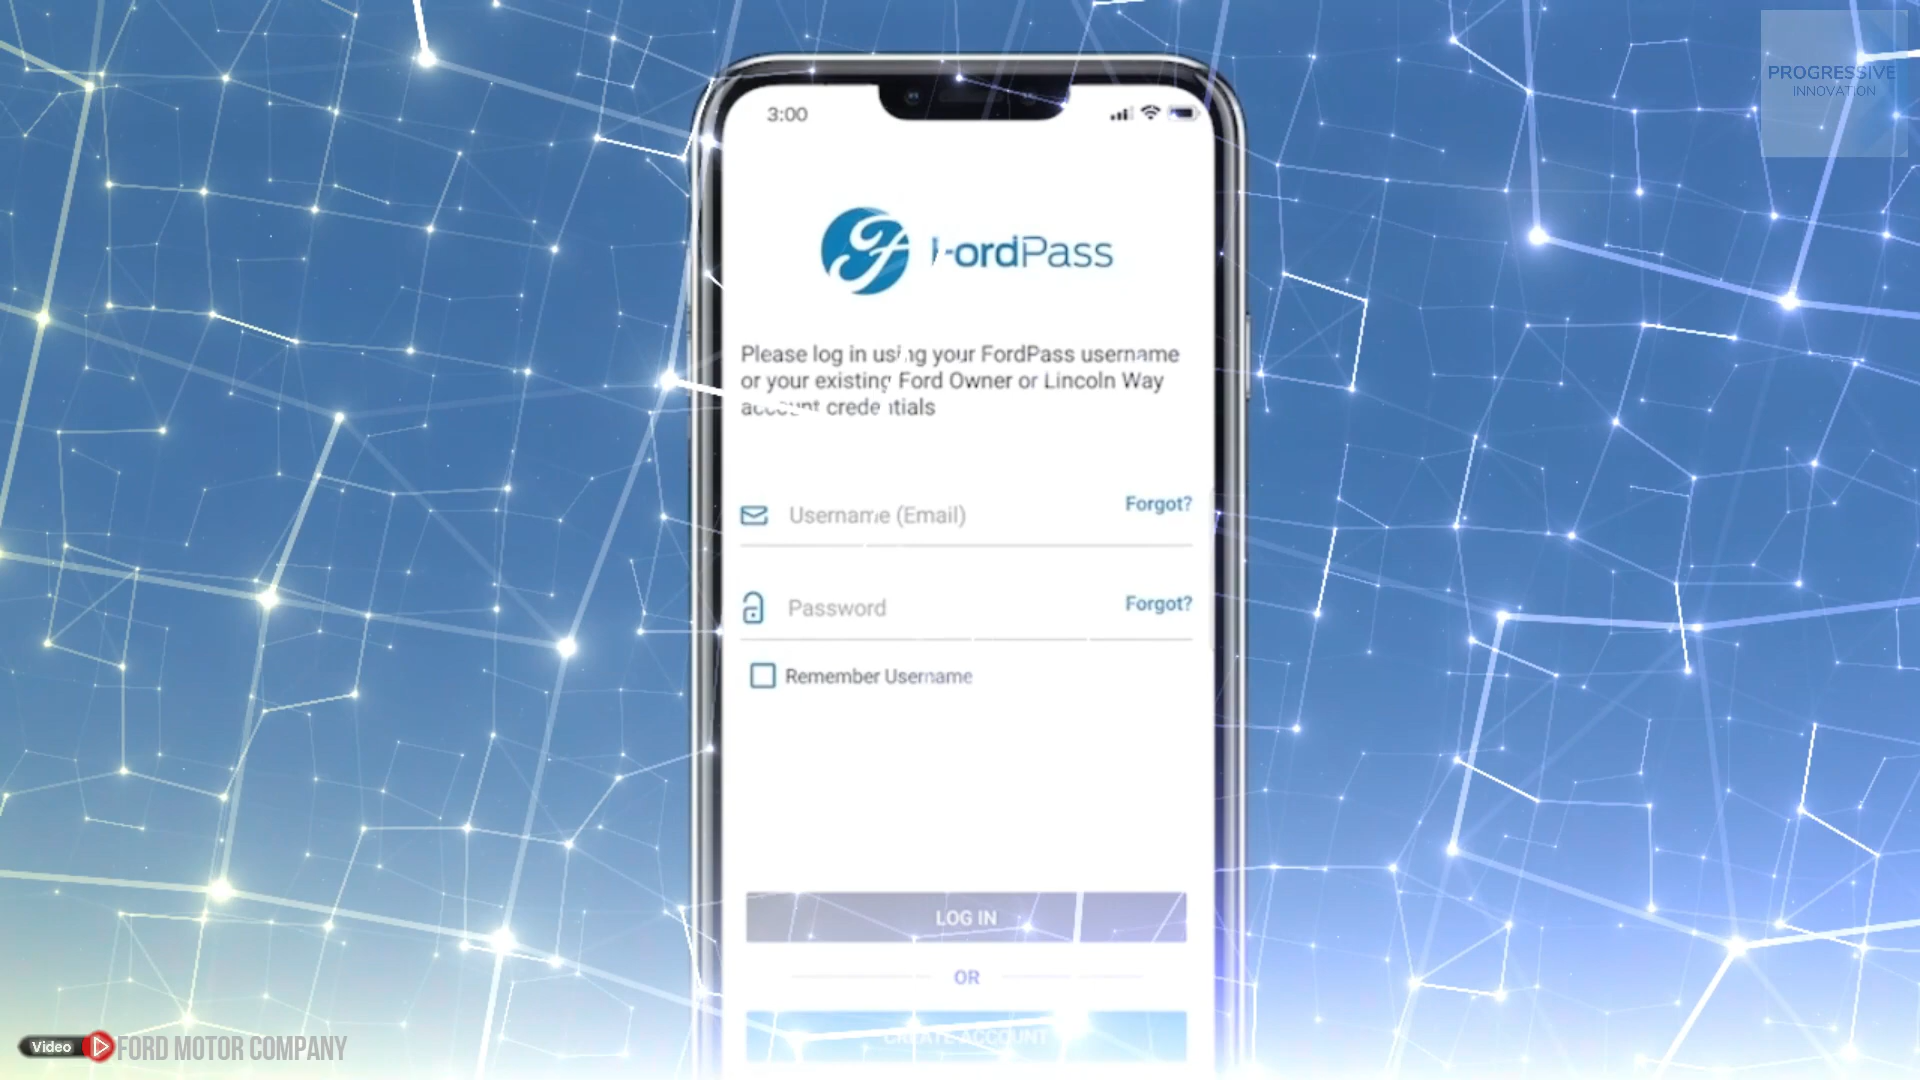 PROGRESSIVE
INNOVATION
3:00
FordPass
Please log in using your FordPass username
or your existing Ford Owner or Lincoln Way
account credentials
Username (Email)
Forgot?
Password
Forgot?
Remember Username
LOG IN
OR
CREATE ACCOUNT
Video
FORD MOTOR COMPANY